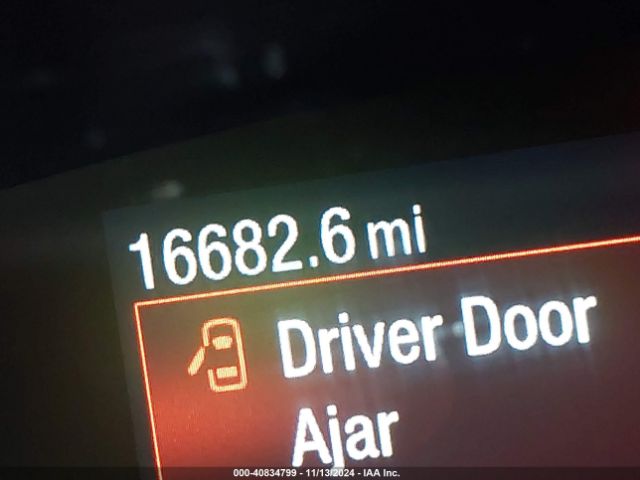 16682.6 mi
Driver Door
Ajar
000-40834799 - 11/13/2024 - IAA Inc.